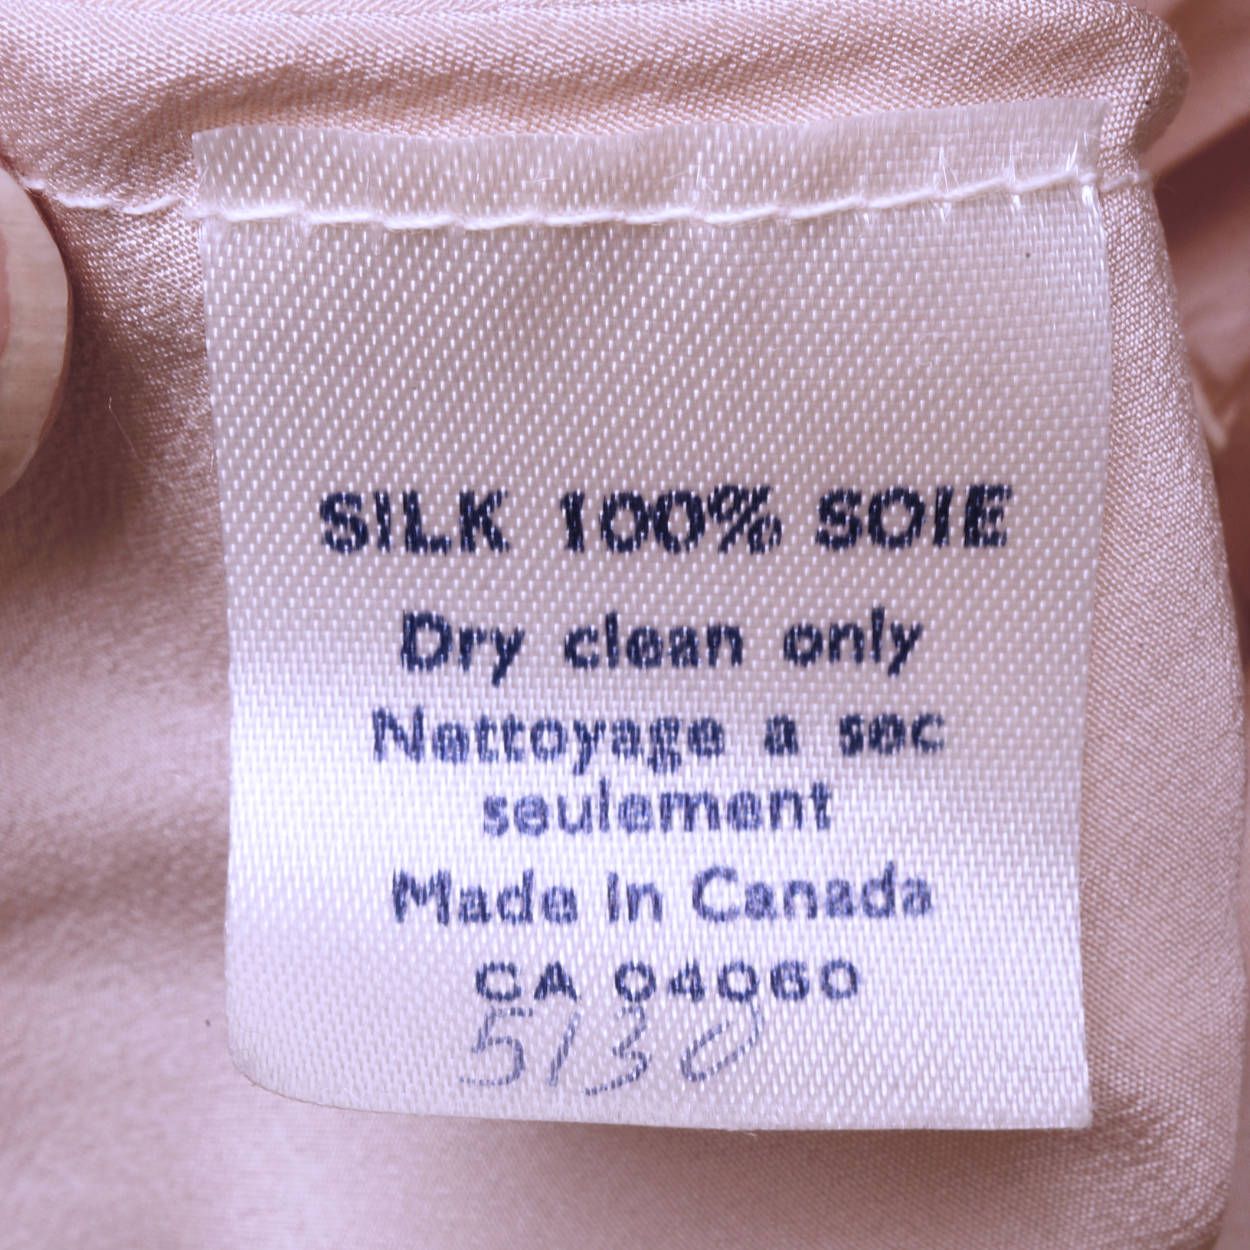 SILK 100% SOIE
Dry clean only
Nettoyage a sec
seulement
Made in Canada
CA 04060
5130